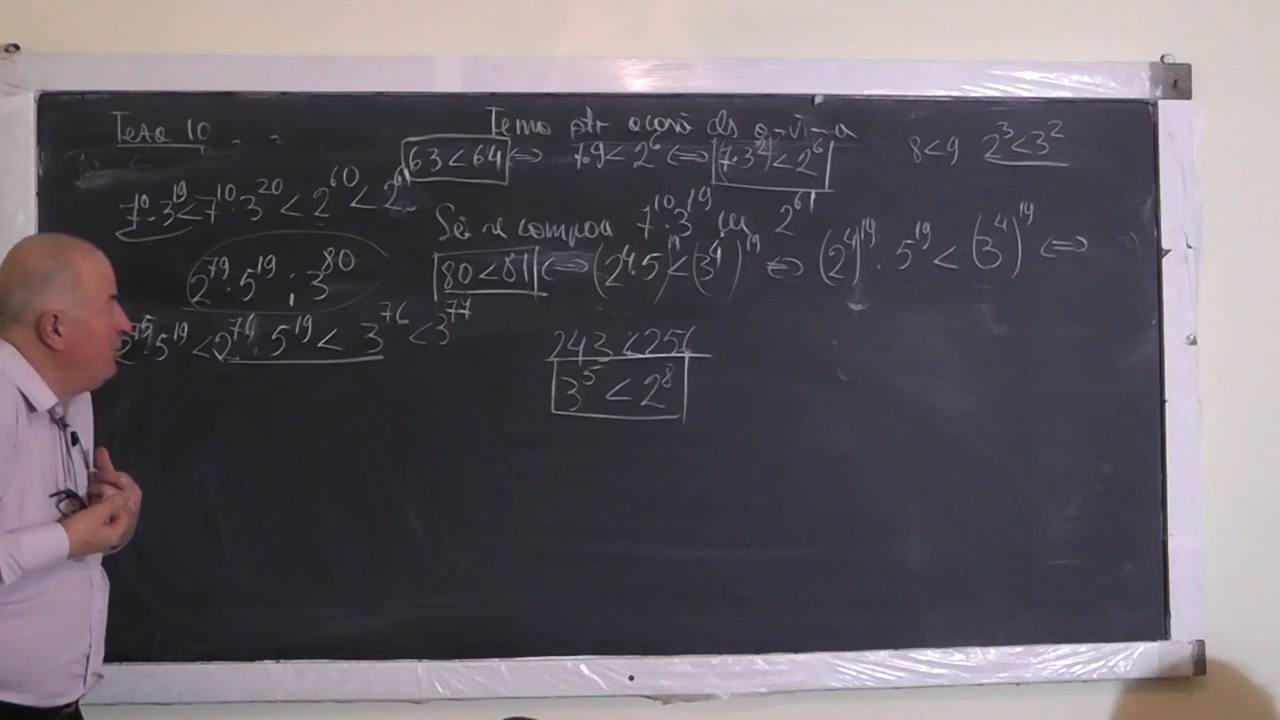 Tema 10
Tema ptr acasă cls a-VI-a
63 < 64 ⇔ 7·9 < 2^6 ⇔ 7·3^2 < 2^6
8 < 9 2^3 < 3^2
7^10·3^19 < 7^10·3^20 < 2^60 < 2^61
Să se compare 7^10·3^19 cu 2^61
80 < 81 ⇔ (2^4·5)^19 < (3^4)^19 ⇔ (2^4)^19 · 5^19 < (3^4)^19 ⇔
2^79·5^19 ; 3^80
2^75·5^19 < 2^76·5^19 < 3^76 < 3^77
243 < 256
3^5 < 2^8